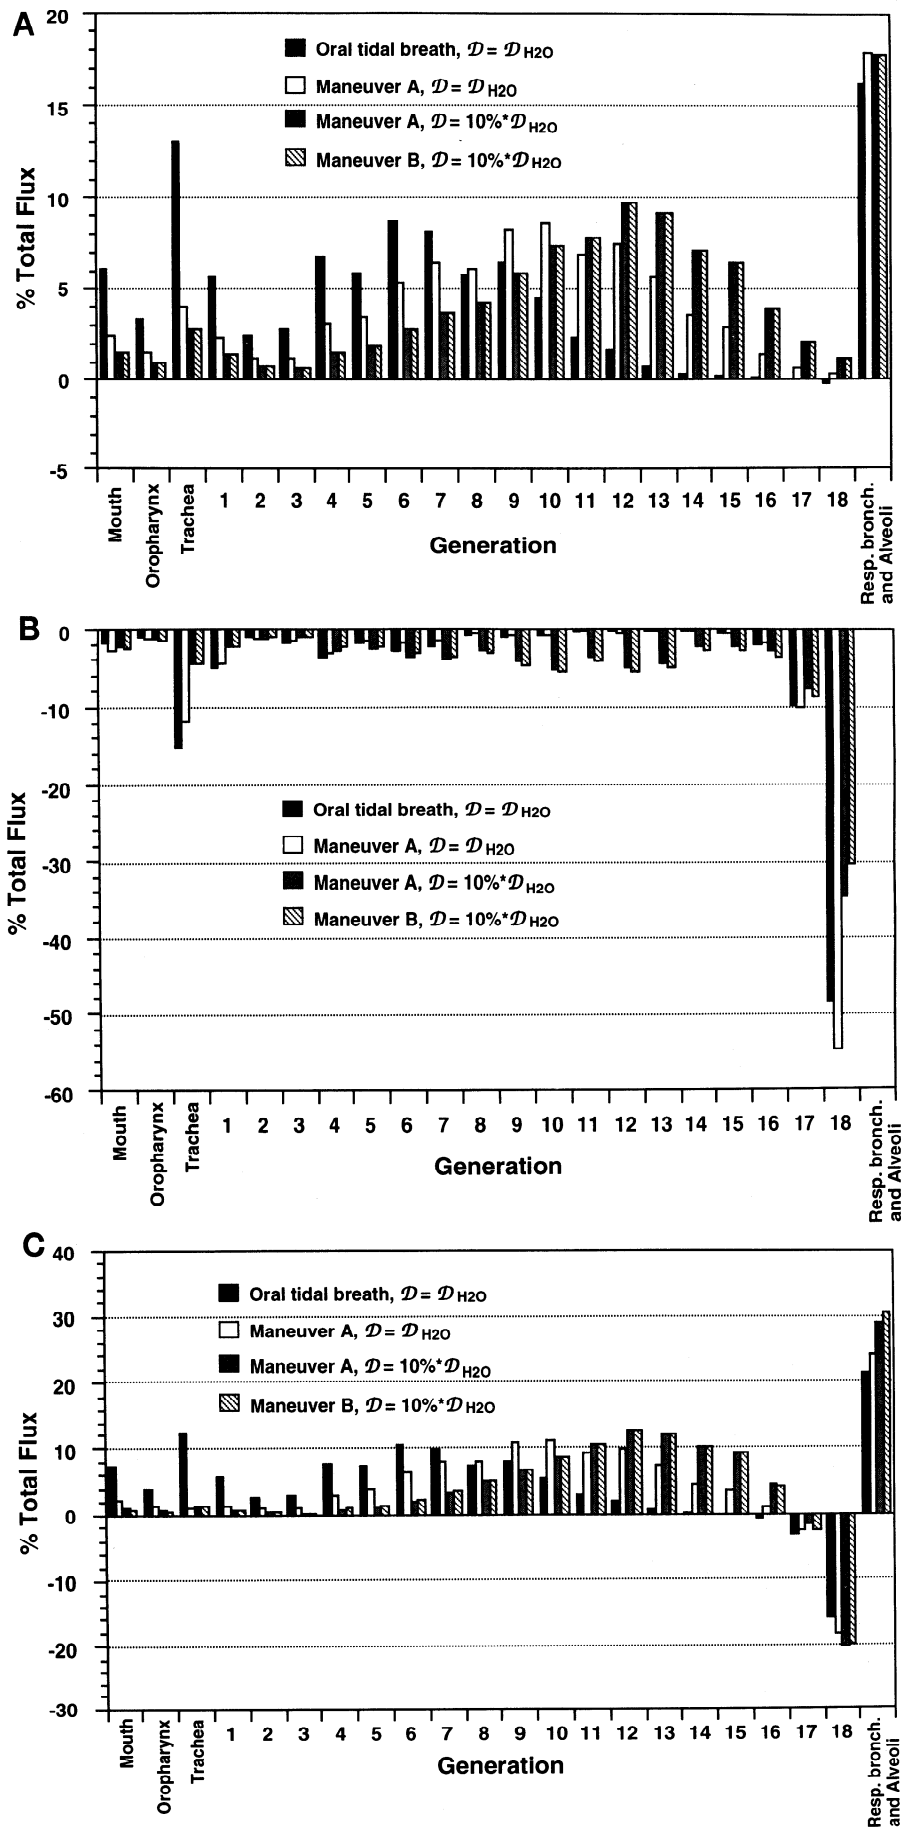 A
20
15
10
5
0
-5
% Total Flux
Oral tidal breath, 𝒟 = 𝒟H2O
Maneuver A, 𝒟 = 𝒟H2O
Maneuver A, 𝒟 = 10%*𝒟H2O
Maneuver B, 𝒟 = 10%*𝒟H2O
Mouth Oropharynx Trachea 1 2 3 4 5 6 7 8 9 10 11 12 13 14 15 16 17 18 Resp. bronch.
and Alveoli
Generation
B
0
-10
-20
-30
-40
-50
-60
% Total Flux
Oral tidal breath, 𝒟 = 𝒟H2O
Maneuver A, 𝒟 = 𝒟H2O
Maneuver A, 𝒟 = 10%*𝒟H2O
Maneuver B, 𝒟 = 10%*𝒟H2O
Mouth Oropharynx Trachea 1 2 3 4 5 6 7 8 9 10 11 12 13 14 15 16 17 18 Resp. bronch.
and Alveoli
Generation
C
40
30
20
10
0
-10
-20
-30
% Total Flux
Oral tidal breath, 𝒟 = 𝒟H2O
Maneuver A, 𝒟 = 𝒟H2O
Maneuver A, 𝒟 = 10%*𝒟H2O
Maneuver B, 𝒟 = 10%*𝒟H2O
Mouth Oropharynx Trachea 1 2 3 4 5 6 7 8 9 10 11 12 13 14 15 16 17 18 Resp. bronch.
and Alveoli
Generation